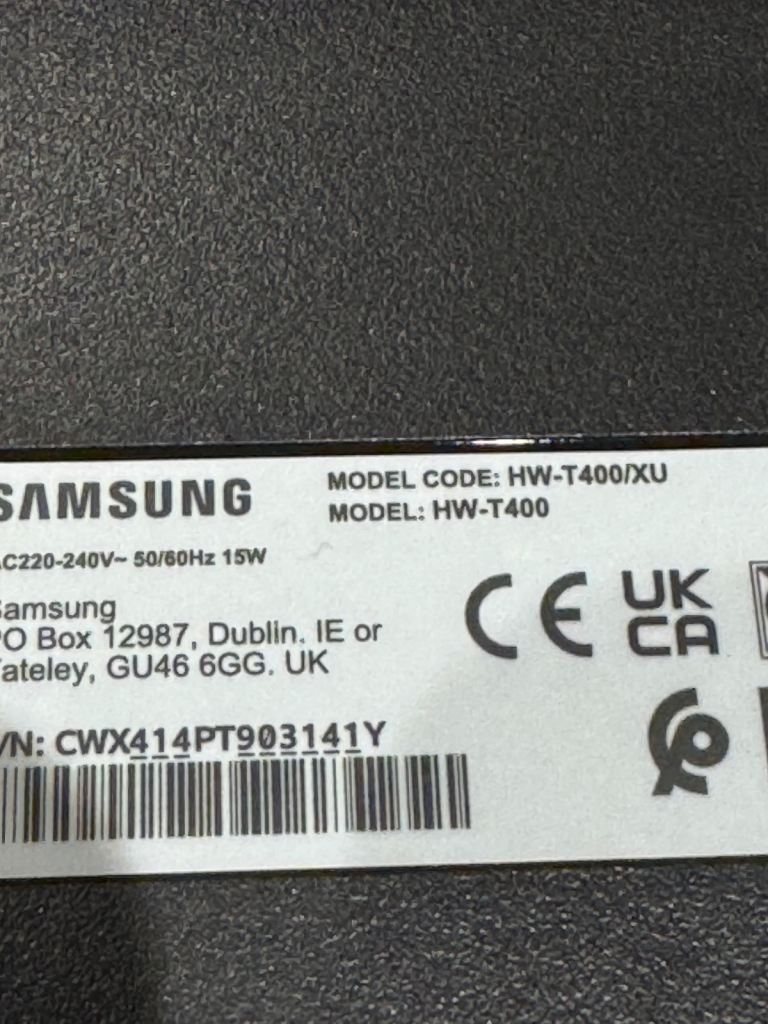 SAMSUNG
MODEL CODE: HW-T400/XU
MODEL: HW-T400
AC220-240V~ 50/60Hz 15W
Samsung
PO Box 12987, Dublin. IE or
Yateley, GU46 6GG. UK
CE
UK
CA
S/N: CWX414PT903141Y